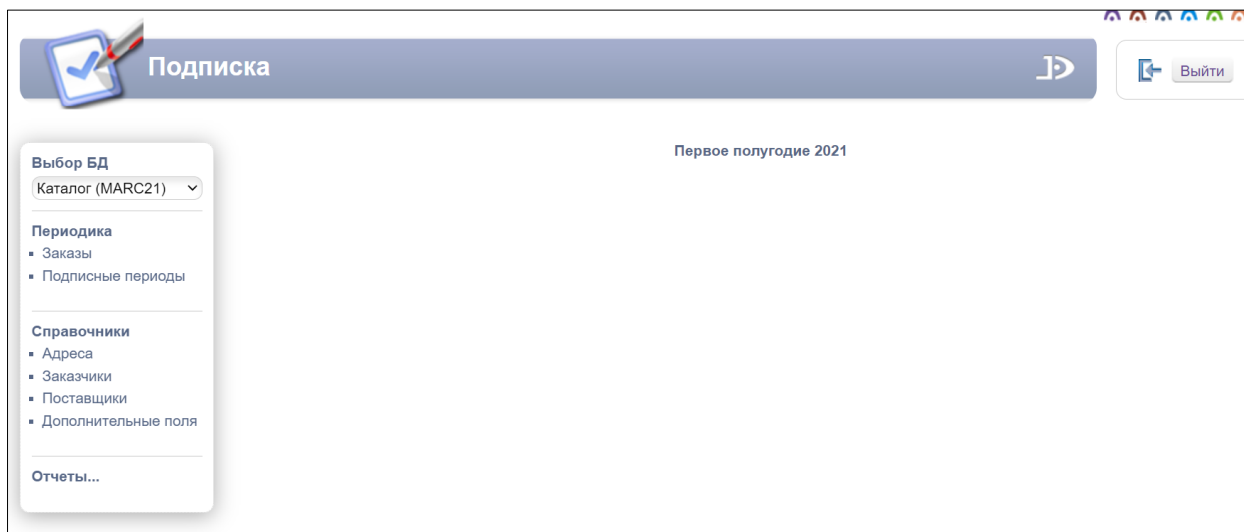 Подписка
Выйти
Выбор БД
Каталог (MARC21)
Периодика
Заказы
Подписные периоды
Справочники
Адреса
Заказчики
Поставщики
Дополнительные поля
Отчеты...
Первое полугодие 2021